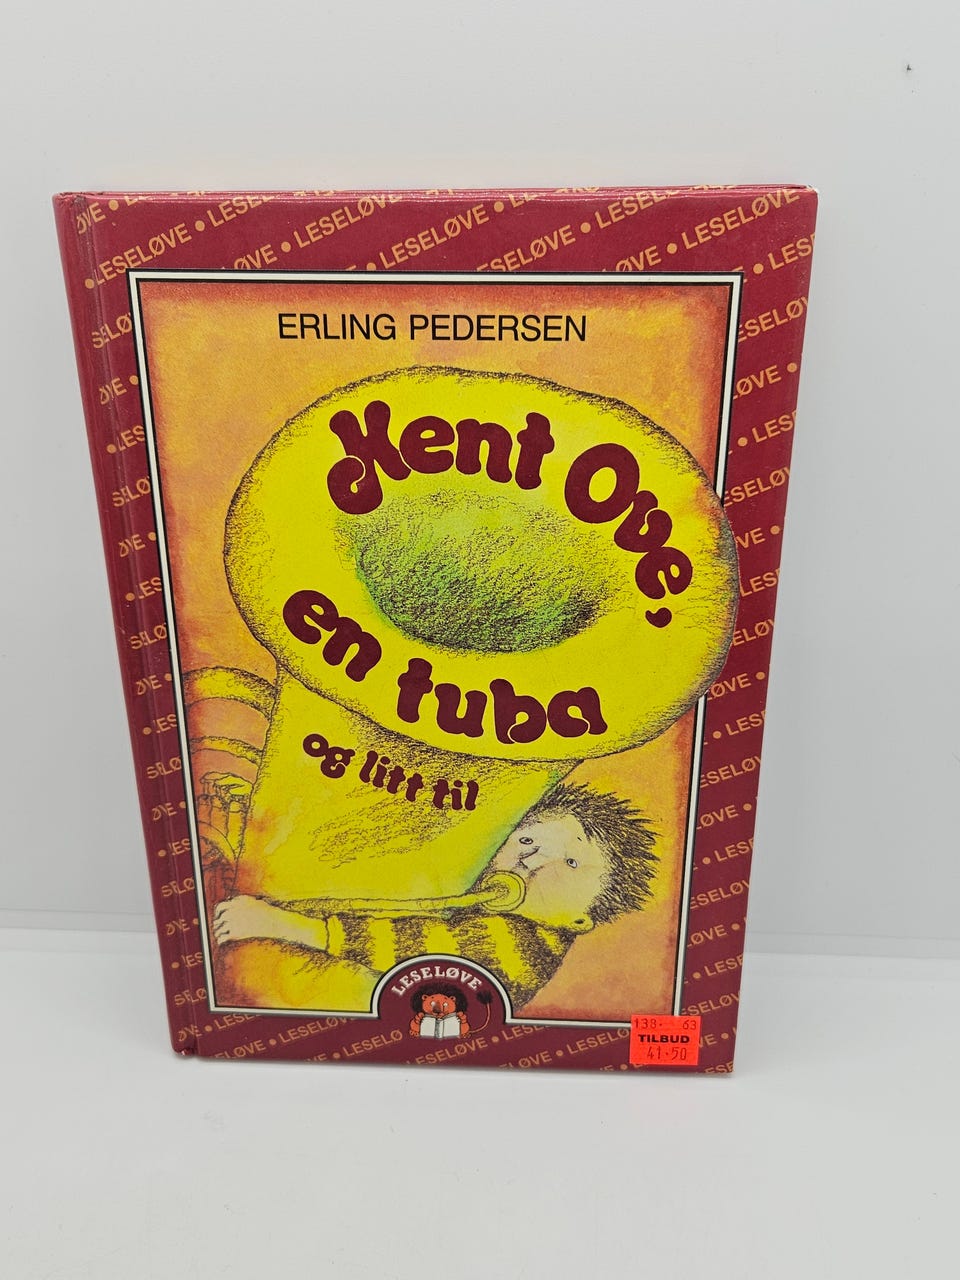 LESELØVE • LESELØVE • LESELØVE • LESELØVE
ERLING PEDERSEN
Hent Ove,
en tuba
og litt til
LESELØVE
138. 63
TILBUD
41.50